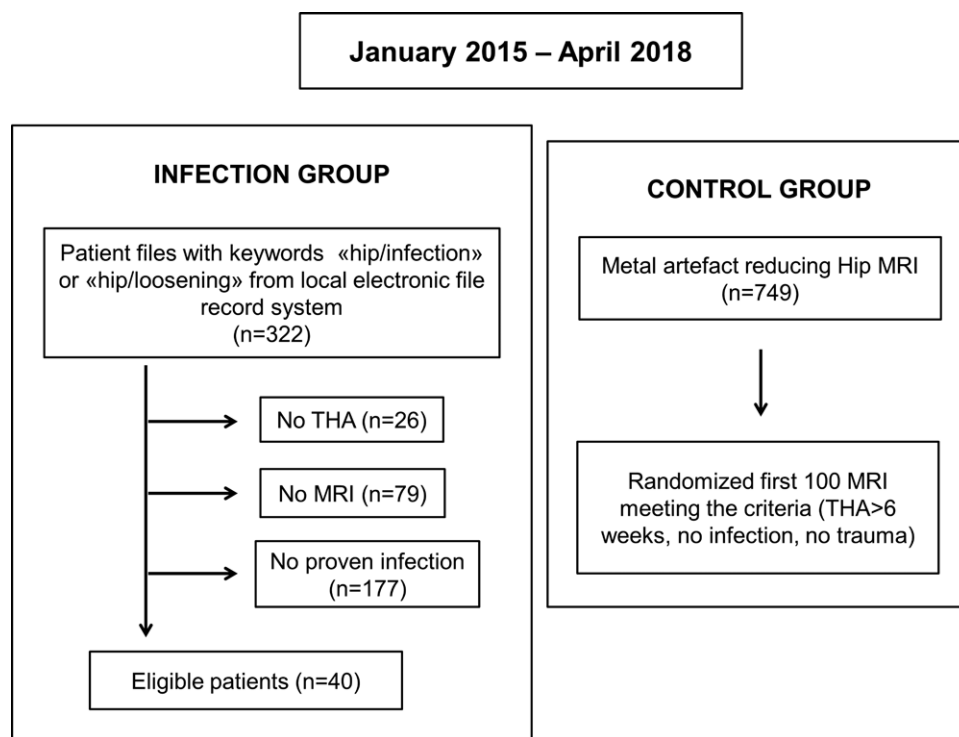 January 2015 – April 2018
INFECTION GROUP
Patient files with keywords «hip/infection»
or «hip/loosening» from local electronic file
record system
(n=322)
No THA (n=26)
No MRI (n=79)
No proven infection
(n=177)
Eligible patients (n=40)
CONTROL GROUP
Metal artefact reducing Hip MRI
(n=749)
Randomized first 100 MRI
meeting the criteria (THA>6
weeks, no infection, no trauma)